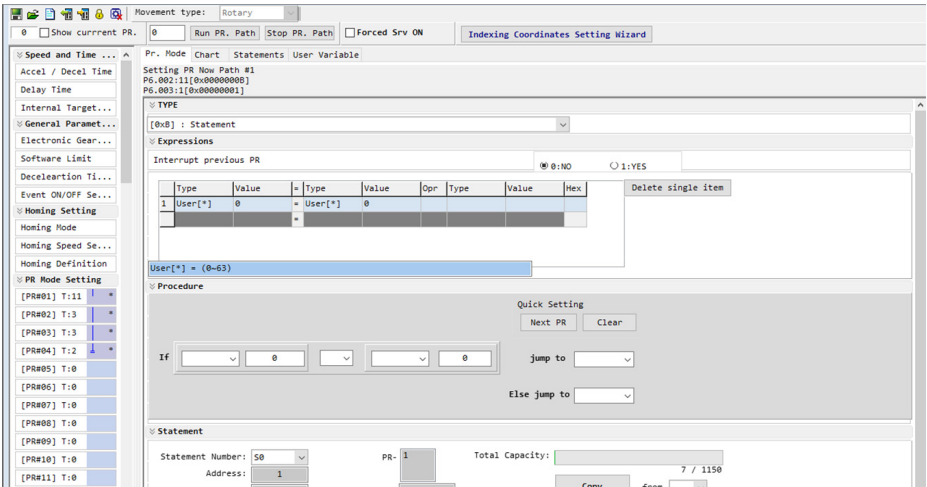 Movement type: Rotary
0 Show currrent PR. 0 Run PR. Path Stop PR. Path Forced Srv ON Indexing Coordinates Setting Wizard
Speed and Time ...
Accel / Decel Time
Delay Time
Internal Target...
General Paramet...
Electronic Gear...
Software Limit
Deceleartion Ti...
Event ON/OFF Se...
Homing Setting
Homing Mode
Homing Speed Se...
Homing Definition
PR Mode Setting
[PR#01] T:11
[PR#02] T:3
[PR#03] T:3
[PR#04] T:2
[PR#05] T:0
[PR#06] T:0
[PR#07] T:0
[PR#08] T:0
[PR#09] T:0
[PR#10] T:0
[PR#11] T:0
Pr. Mode Chart Statements User Variable
Setting PR Now Path #1
P6.002:11[0x0000000B]
P6.003:1[0x00000001]
TYPE
[0xB] : Statement
Expressions
Interrupt previous PR 0:NO 1:YES
Type Value = Type Value Opr Type Value Hex Delete single item
1 User[*] 0 = User[*] 0
=
User[*] = (0~63)
Procedure
Quick Setting
Next PR Clear
If 0 0 jump to
Else jump to
Statement
Statement Number: S0 PR- 1 Total Capacity:
Address: 1 7 / 1150
Copy from